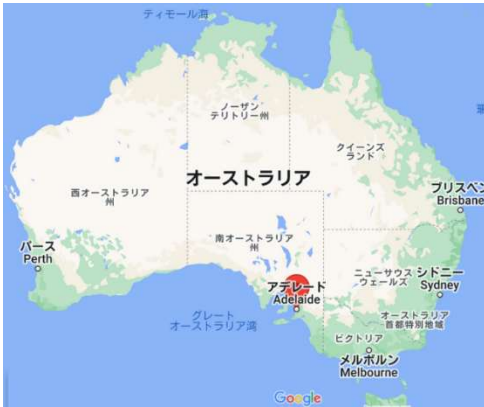 ティモール海
ノーザン
テリトリー州
クイーンズ
ランド
オーストラリア
西オーストラリア
州
ブリスベン
Brisbane
南オーストラリア
州
パース
Perth
アデレード
Adelaide
ニューサウス
ウェールズ
シドニー
Sydney
グレート
オーストラリア湾
オーストラリア
首都特別地域
ビクトリア
メルボルン
Melbourne
Google